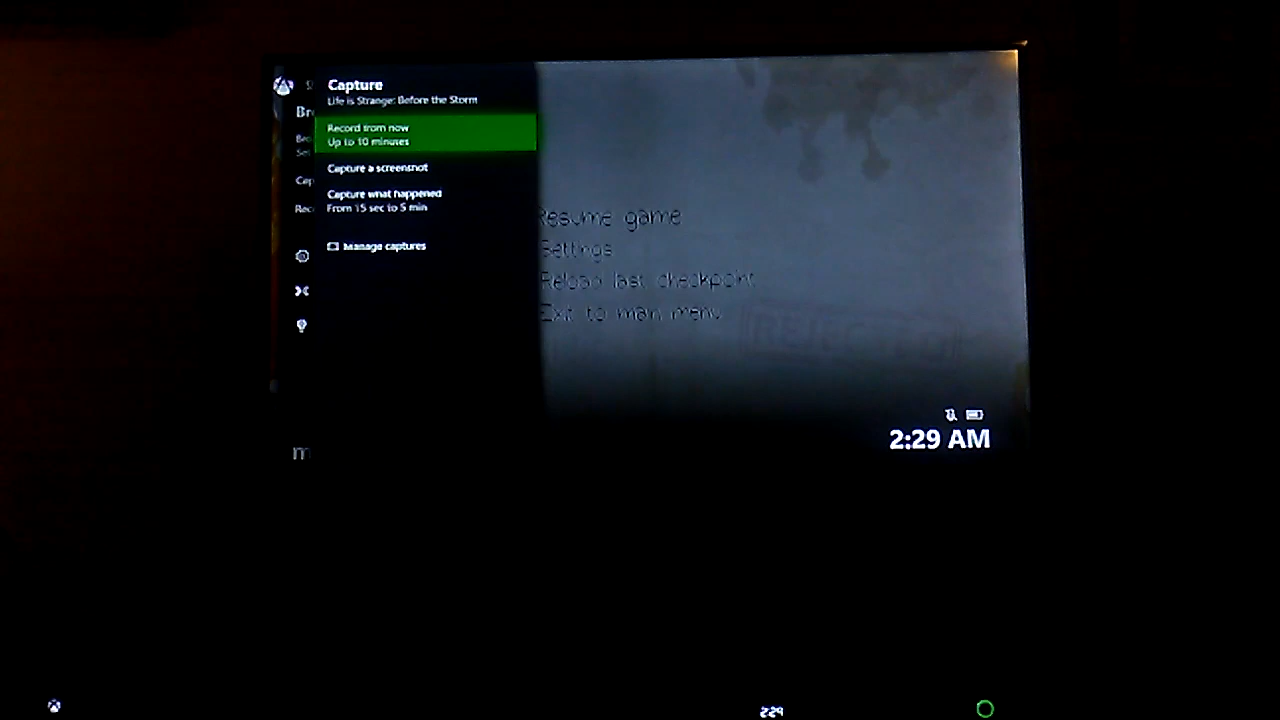 Capture
Life is Strange: Before the Storm
Record from now
Up to 10 minutes
Capture a screenshot
Capture what happened
From 15 sec to 5 min
Manage captures
Resume game
Settings
Reload last checkpoint
Exit to main menu
REJECTED
2:29 AM
2:29